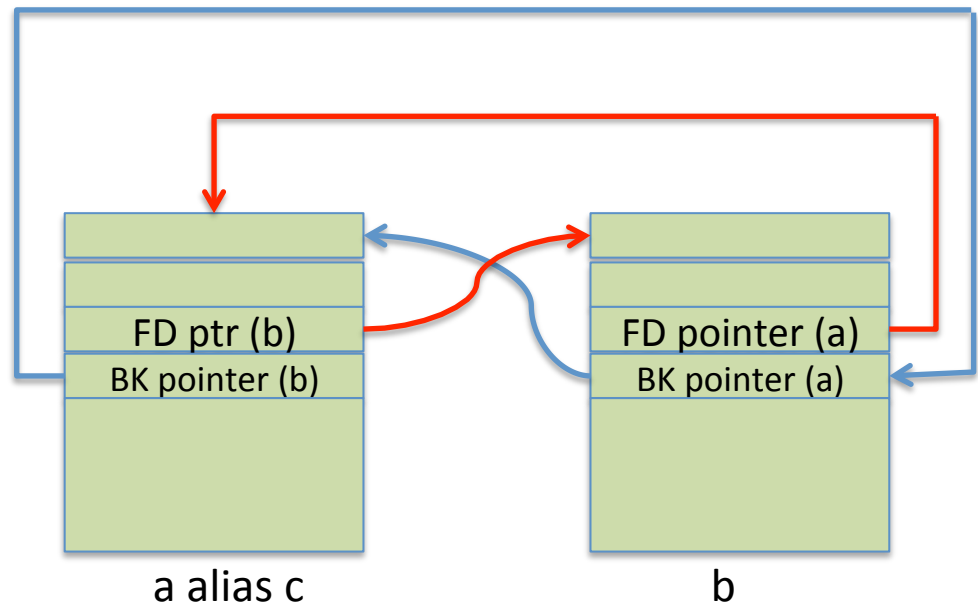 FD ptr (b)
BK pointer (b)
FD pointer (a)
BK pointer (a)
a alias c
b